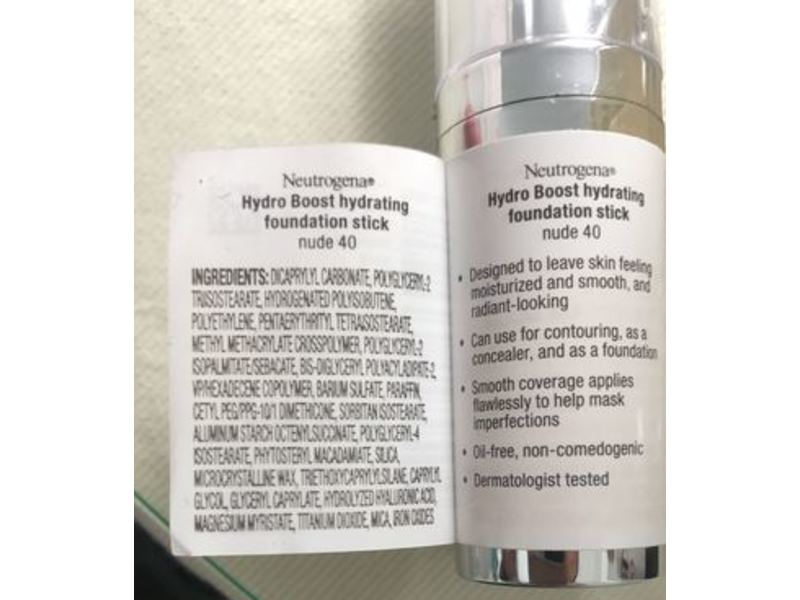 Neutrogena®
Hydro Boost hydrating
foundation stick
nude 40
INGREDIENTS: DICAPRYLYL CARBONATE, POLYGLYCERYL-2
TRIISOSTEARATE, HYDROGENATED POLYISOBUTENE,
POLYETHYLENE, PENTAERYTHRITYL TETRAISOSTEARATE,
METHYL METHACRYLATE CROSSPOLYMER, POLYGLYCERYL-2
ISOPALMITATE/SEBACATE, BIS-DIGLYCERYL POLYACYLADIPATE-2,
VP/HEXADECENE COPOLYMER, BARIUM SULFATE, PARAFFIN,
CETYL PEG/PPG-10/1 DIMETHICONE, SORBITAN ISOSTEARATE,
ALUMINUM STARCH OCTENYLSUCCINATE, POLYGLYCERYL-4
ISOSTEARATE, PHYTOSTERYL MACADAMIATE, SILICA,
MICROCRYSTALLINE WAX, TRIETHOXYCAPRYLYLSILANE, CAPRYLYL
GLYCOL, GLYCERYL CAPRYLATE, HYDROLYZED HYALURONIC ACID,
MAGNESIUM MYRISTATE, TITANIUM DIOXIDE, MICA, IRON OXIDES
Neutrogena®
Hydro Boost hydrating
foundation stick
nude 40
• Designed to leave skin feeling
moisturized and smooth, and
radiant-looking
• Can use for contouring, as a
concealer, and as a foundation
• Smooth coverage applies
flawlessly to help mask
imperfections
• Oil-free, non-comedogenic
• Dermatologist tested